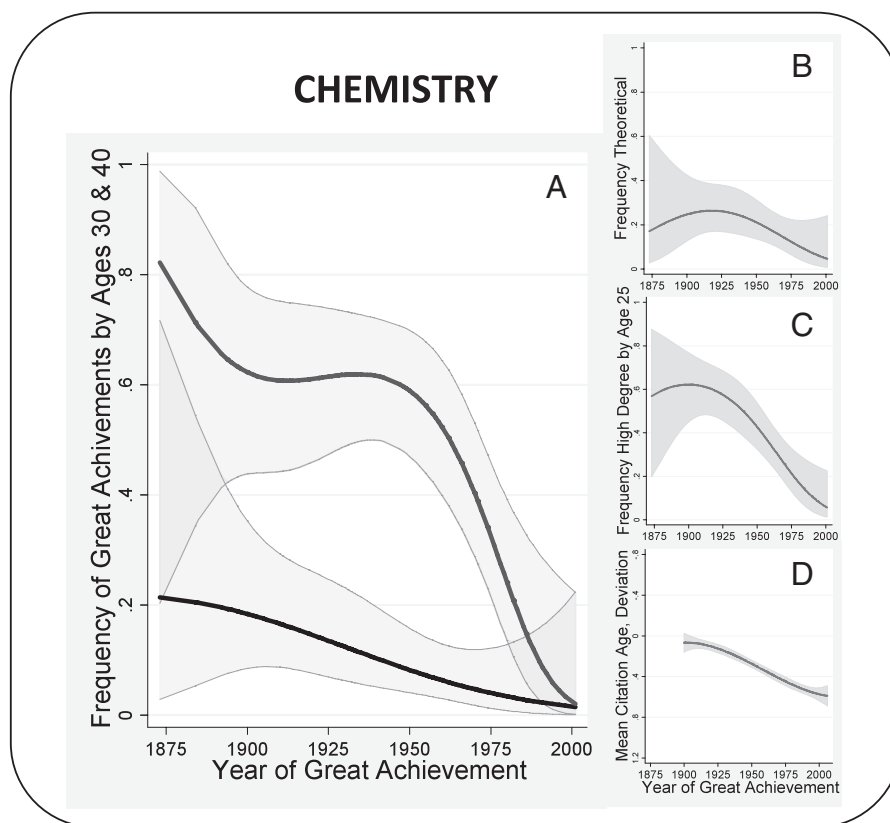 CHEMISTRY
A
Frequency of Great Achivements by Ages 30 & 40
1
.8
.6
.4
.2
0
1875 1900 1925 1950 1975 2000
Year of Great Achievement
B
Frequency Theoretical
1
.8
.6
.4
.2
0
1875 1900 1925 1950 1975 2000
C
Frequency High Degree by Age 25
1
.8
.6
.4
.2
0
1875 1900 1925 1950 1975 2000
D
Mean Citation Age, Deviation
-.8
-.4
0
.4
.8
1.2
1875 1900 1925 1950 1975 2000
Year of Great Achievement